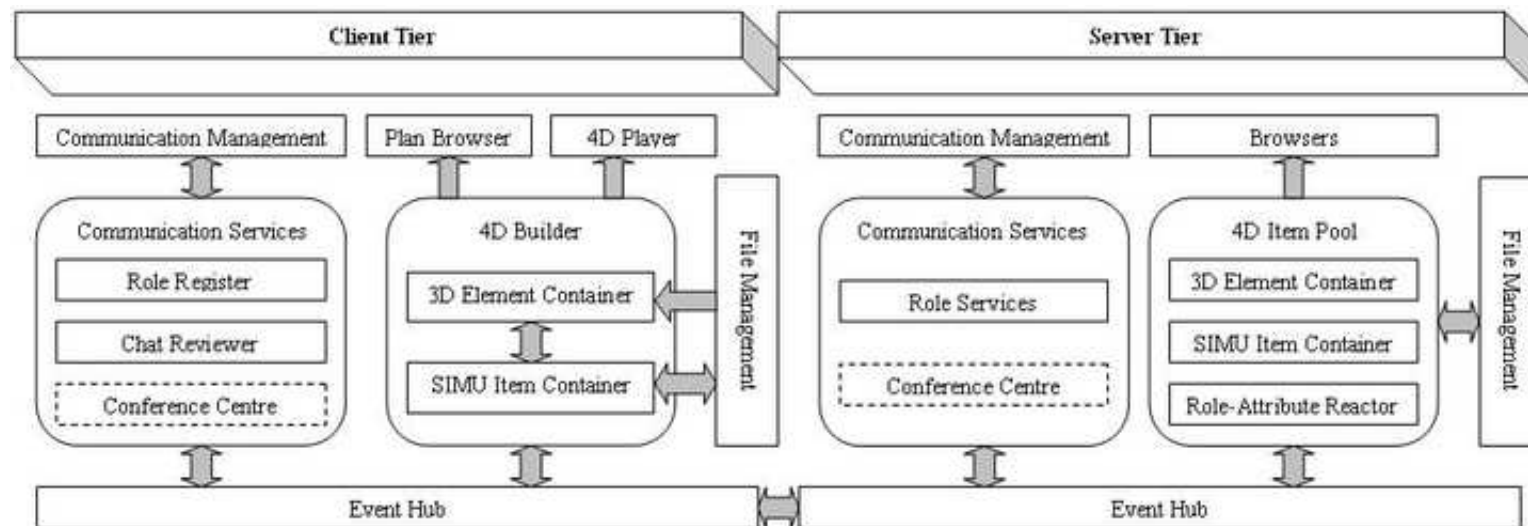 Client Tier
Server Tier
Communication Management
Plan Browser
4D Player
Communication Management
Browsers
Communication Services
Role Register
Chat Reviewer
Conference Centre
4D Builder
3D Element Container
SIMU Item Container
File Management
Communication Services
Role Services
Conference Centre
4D Item Pool
3D Element Container
SIMU Item Container
Role-Attribute Reactor
File Management
Event Hub
Event Hub